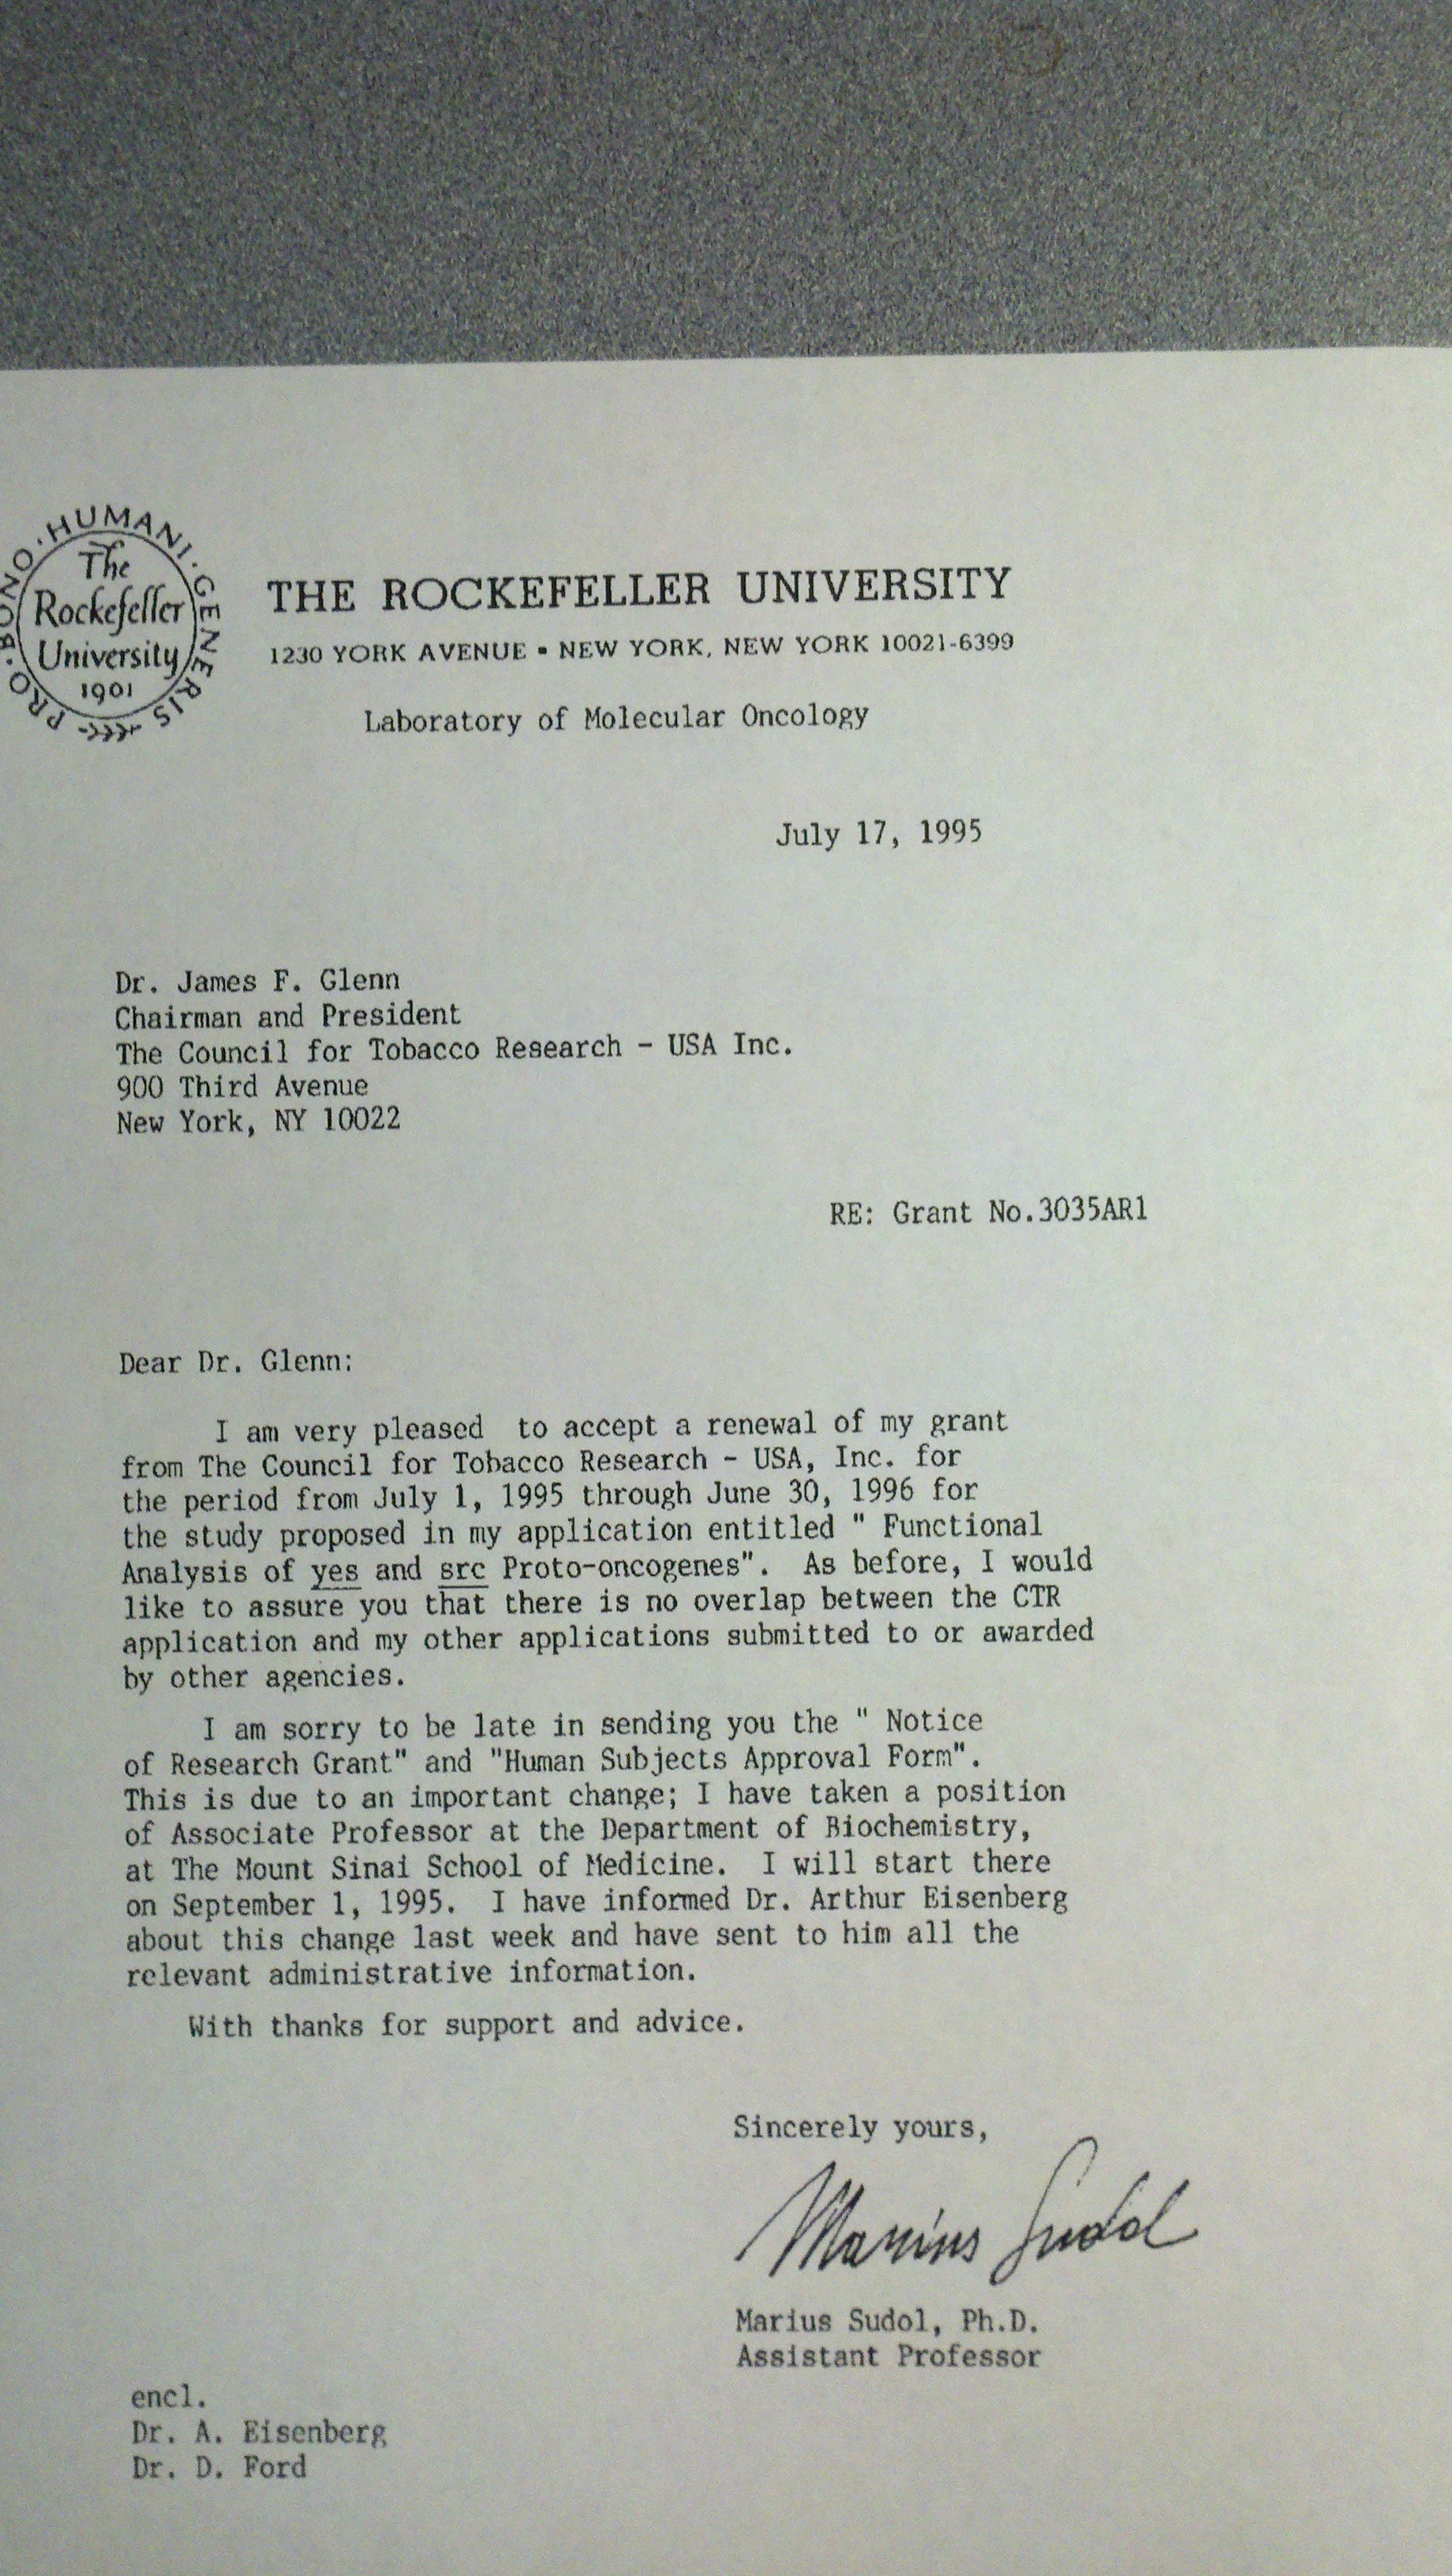 PRO·BONO·HUMANI·GENERIS
The
Rockefeller
University
1901
THE ROCKEFELLER UNIVERSITY
1230 YORK AVENUE ▪ NEW YORK, NEW YORK 10021-6399
Laboratory of Molecular Oncology
July 17, 1995
Dr. James F. Glenn
Chairman and President
The Council for Tobacco Research - USA Inc.
900 Third Avenue
New York, NY 10022
RE: Grant No.3035AR1
Dear Dr. Glenn:
I am very pleased  to accept a renewal of my grant
from The Council for Tobacco Research - USA, Inc. for
the period from July 1, 1995 through June 30, 1996 for
the study proposed in my application entitled " Functional
Analysis of yes and src Proto-oncogenes".  As before, I would
like to assure you that there is no overlap between the CTR
application and my other applications submitted to or awarded
by other agencies.
I am sorry to be late in sending you the " Notice
of Research Grant" and "Human Subjects Approval Form".
This is due to an important change; I have taken a position
of Associate Professor at the Department of Biochemistry,
at The Mount Sinai School of Medicine.  I will start there
on September 1, 1995.  I have informed Dr. Arthur Eisenberg
about this change last week and have sent to him all the
relevant administrative information.
With thanks for support and advice.
Sincerely yours,
Marius Sudol
Marius Sudol, Ph.D.
Assistant Professor
encl.
Dr. A. Eisenberg
Dr. D. Ford